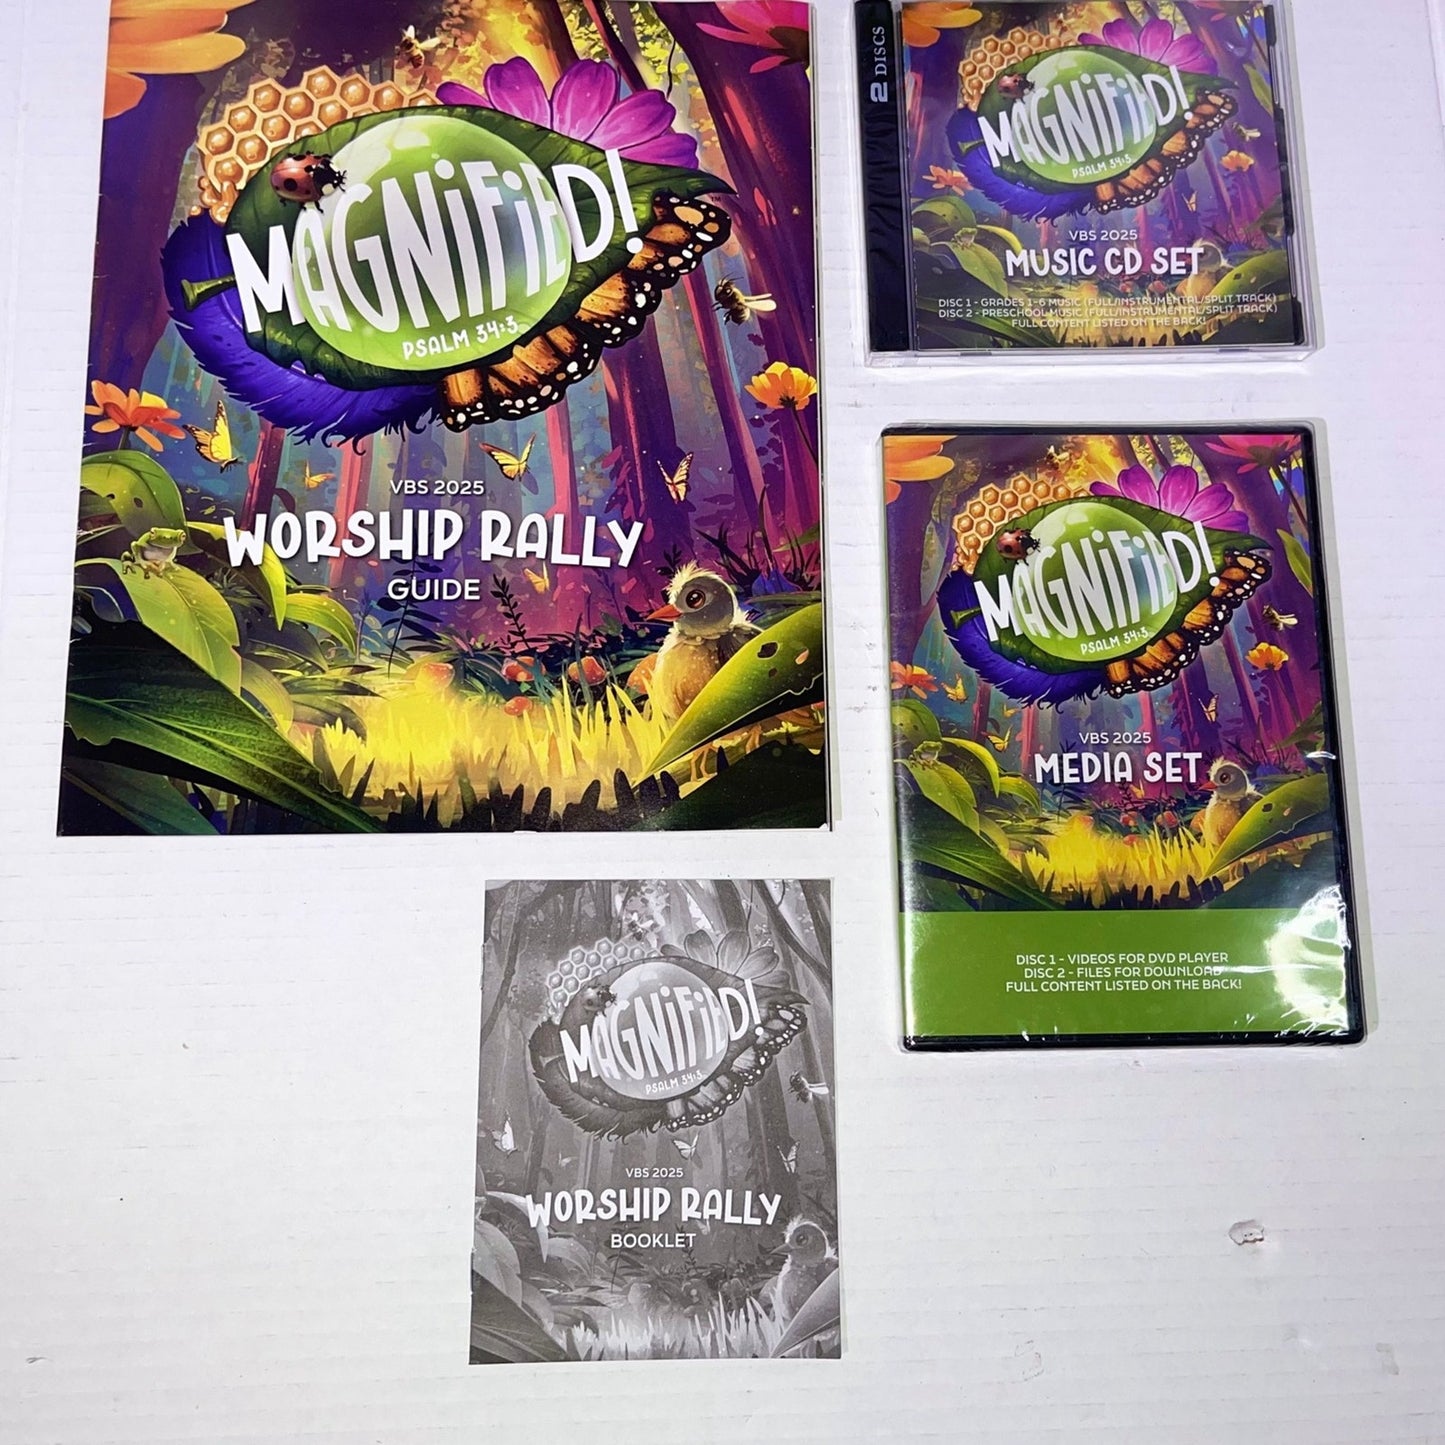 MAGNiFiED!
™
PSALM 34:3
VBS 2025
WORSHIP RALLY
GUIDE
2 DISCS
MAGNiFiED!
PSALM 34:3
VBS 2025
MUSIC CD SET
DISC 1 - GRADES 1-6 MUSIC (FULL/INSTRUMENTAL/SPLIT TRACK)
DISC 2 - PRESCHOOL MUSIC (FULL/INSTRUMENTAL/SPLIT TRACK)
FULL CONTENT LISTED ON THE BACK!
MAGNiFiED!
PSALM 34:3
VBS 2025
MEDIA SET
DISC 1 - VIDEOS FOR DVD PLAYER
DISC 2 - FILES FOR DOWNLOAD
FULL CONTENT LISTED ON THE BACK!
MAGNiFiED!
PSALM 34:3
VBS 2025
WORSHIP RALLY
BOOKLET